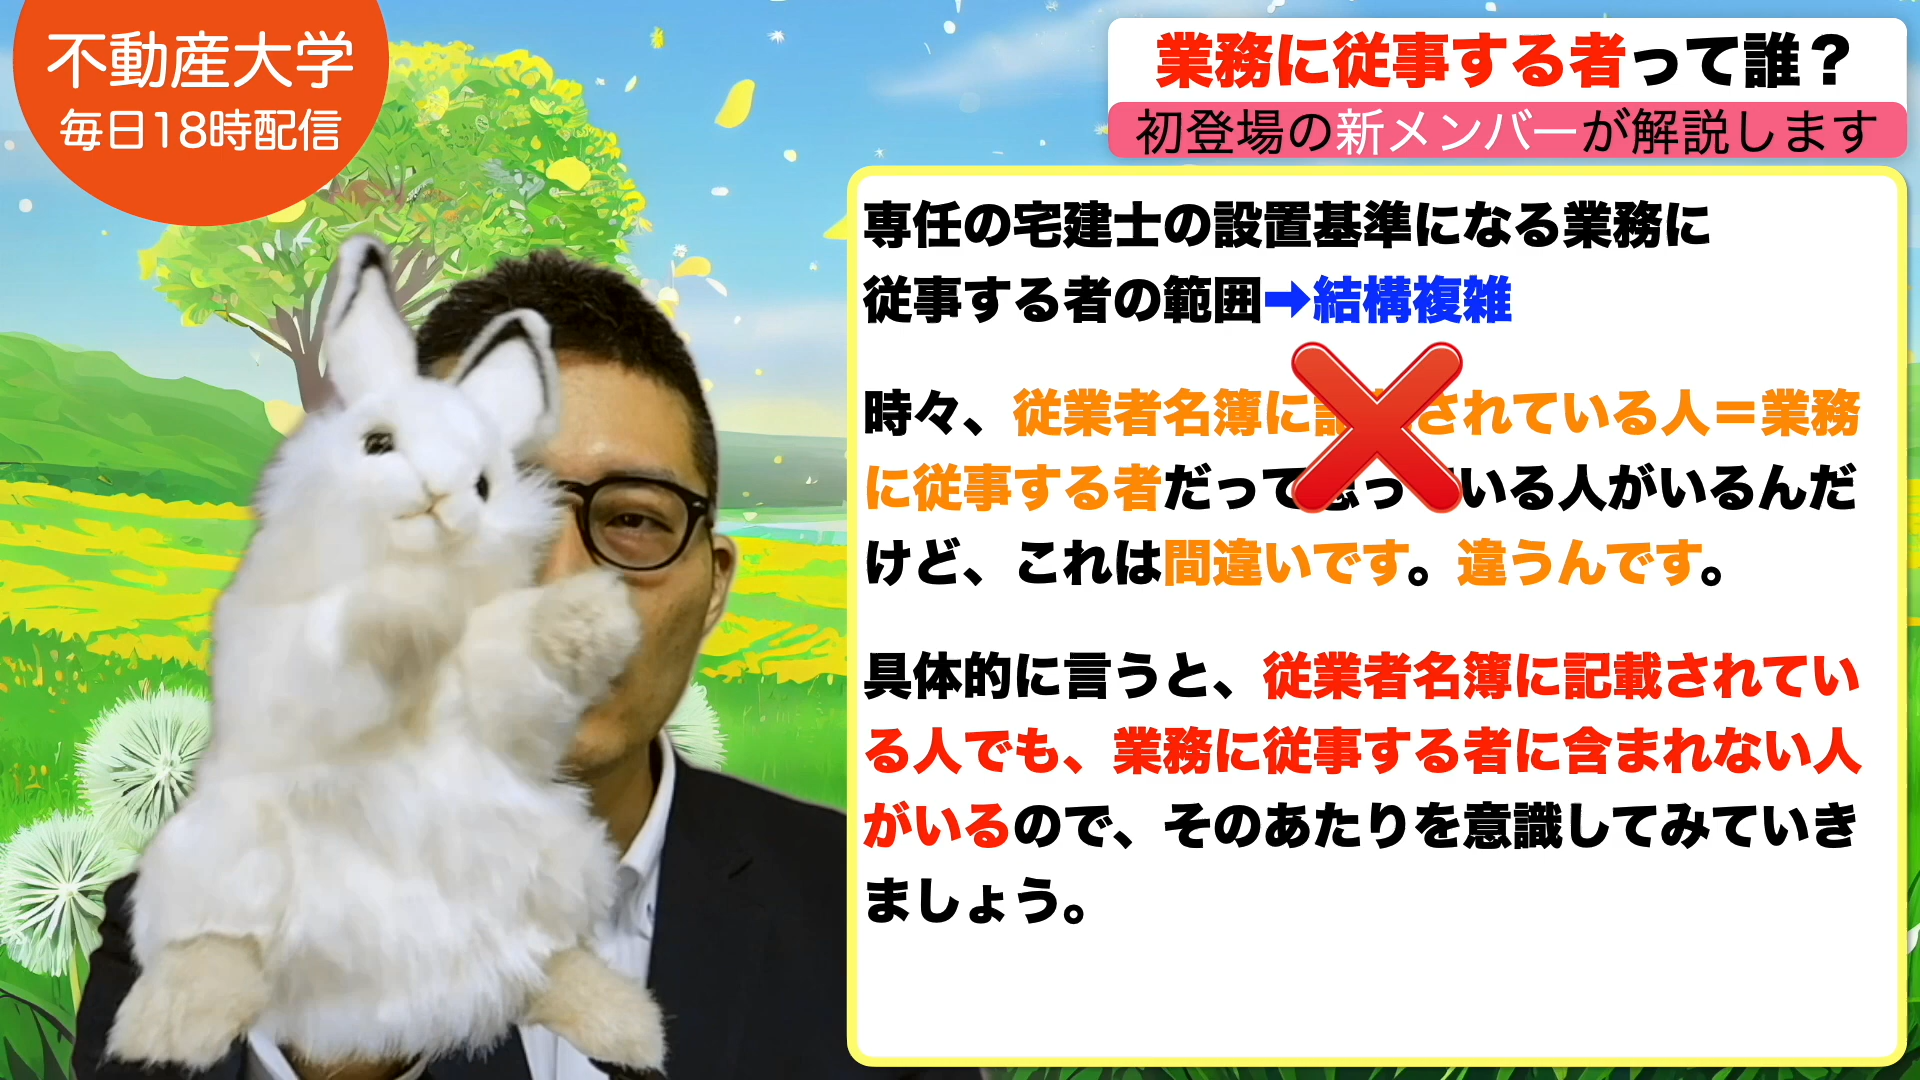 不動産大学
毎日18時配信
業務に従事する者って誰？
初登場の新メンバーが解説します
専任の宅建士の設置基準になる業務に
従事する者の範囲➡結構複雑
時々、従業者名簿に記されている人＝業務
に従事する者だって思っている人がいるんだ
けど、これは間違いです。違うんです。
具体的に言うと、従業者名簿に記載されてい
る人でも、業務に従事する者に含まれない人
がいるので、そのあたりを意識してみていき
ましょう。